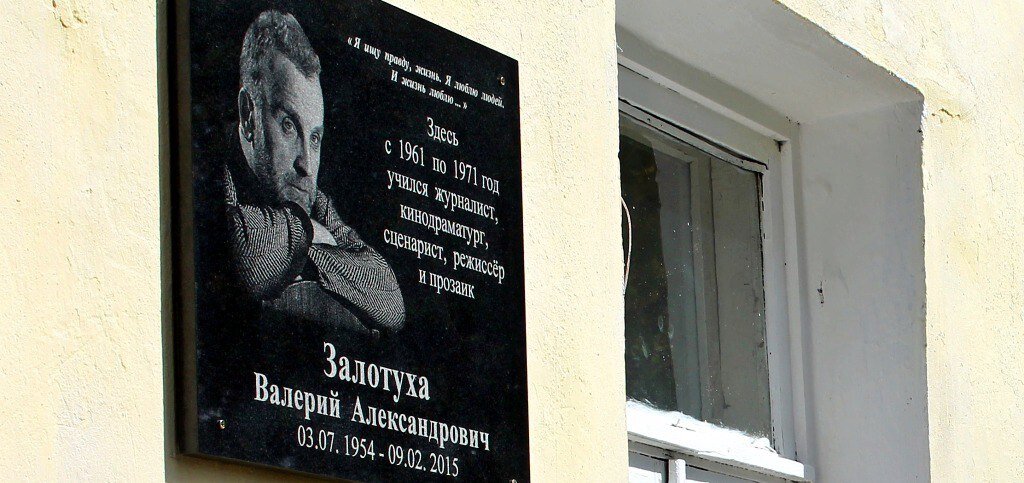 « Я ищу правду, жизнь. Я люблю людей.
И жизнь люблю ... »
Здесь
с 1961 по 1971 год
учился журналист,
кинодраматург,
сценарист, режиссёр
и прозаик
Залотуха
Валерий Александрович
03.07. 1954 - 09.02. 2015